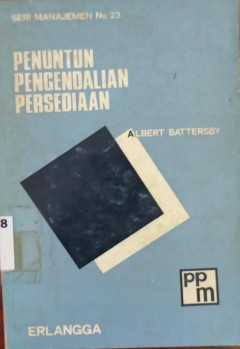 SERI MANAJEMEN No. 23
PENUNTUN
PENGENDALIAN
PERSEDIAAN
ALBERT BATTERSBY
8
ppm
ERLANGGA